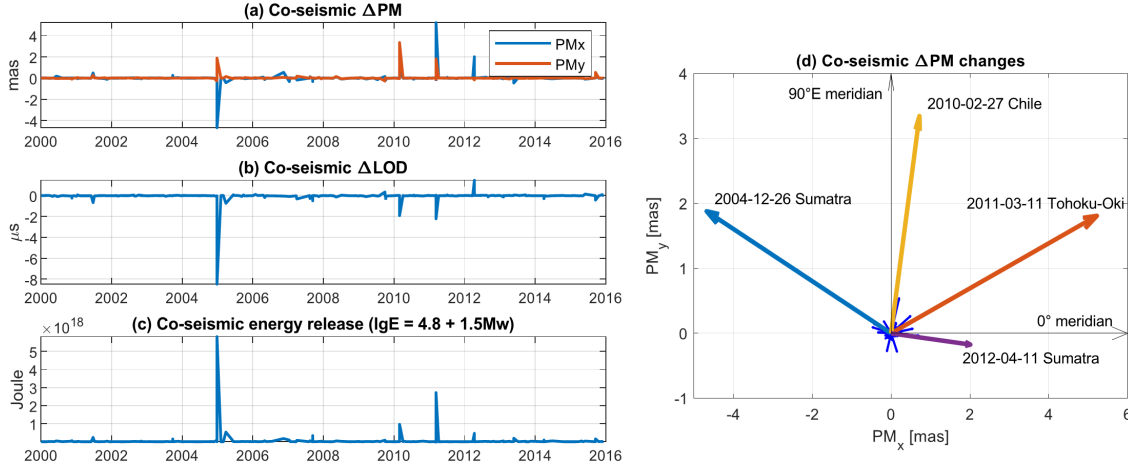 (a) Co-seismic ΔPM
mas
4
2
0
-2
-4
PMx
PMy
2000 2002 2004 2006 2008 2010 2012 2014 2016
(b) Co-seismic ΔLOD
μs
0
-2
-4
-6
-8
2000 2002 2004 2006 2008 2010 2012 2014 2016
(c) Co-seismic energy release (lgE = 4.8 + 1.5Mw)
×10^18
Joule
5
4
3
2
1
2000 2002 2004 2006 2008 2010 2012 2014 2016
(d) Co-seismic ΔPM changes
PM_y [mas]
4
3
2
1
0
-1
90°E meridian
2010-02-27 Chile
2004-12-26 Sumatra
2011-03-11 Tohoku-Oki
0° meridian
2012-04-11 Sumatra
-4 -2 0 2 4 6
PM_x [mas]